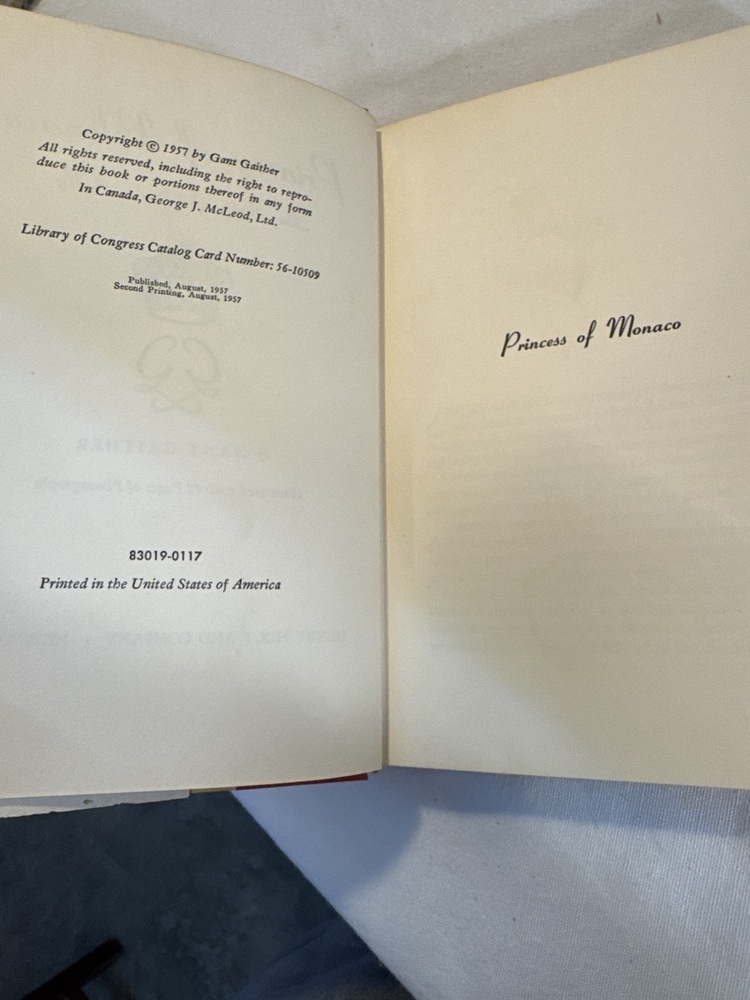 Copyright © 1957 by Gant Gaither
All rights reserved, including the right to repro-
duce this book or portions thereof in any form
In Canada, George J. McLeod, Ltd.
Library of Congress Catalog Card Number: 56-10509
Published, August, 1957
Second Printing, August, 1957
83019-0117
Printed in the United States of America
Princess of Monaco